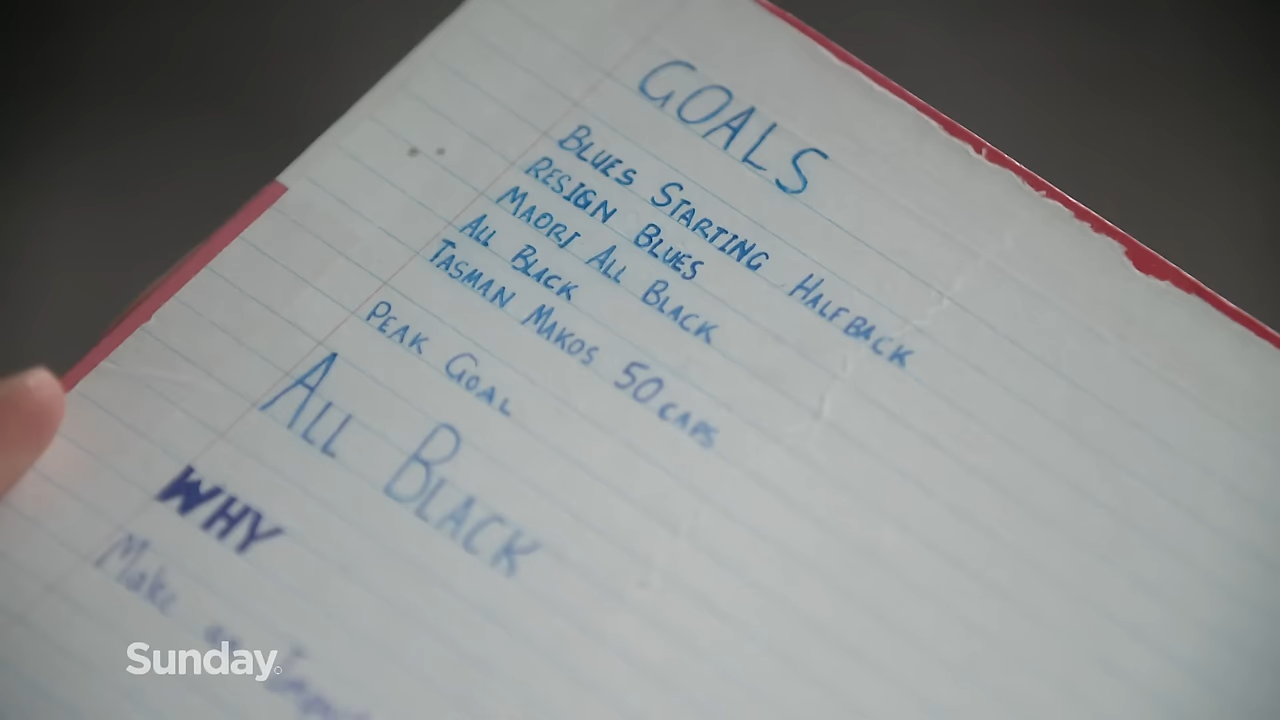 GOALS
BLUES STARTING HALFBACK
RESIGN BLUES
MAORI ALL BLACK
ALL BLACK
TASMAN MAKOS 50 CAPS
PEAK GOAL
ALL BLACK
WHY
Make an
Sunday